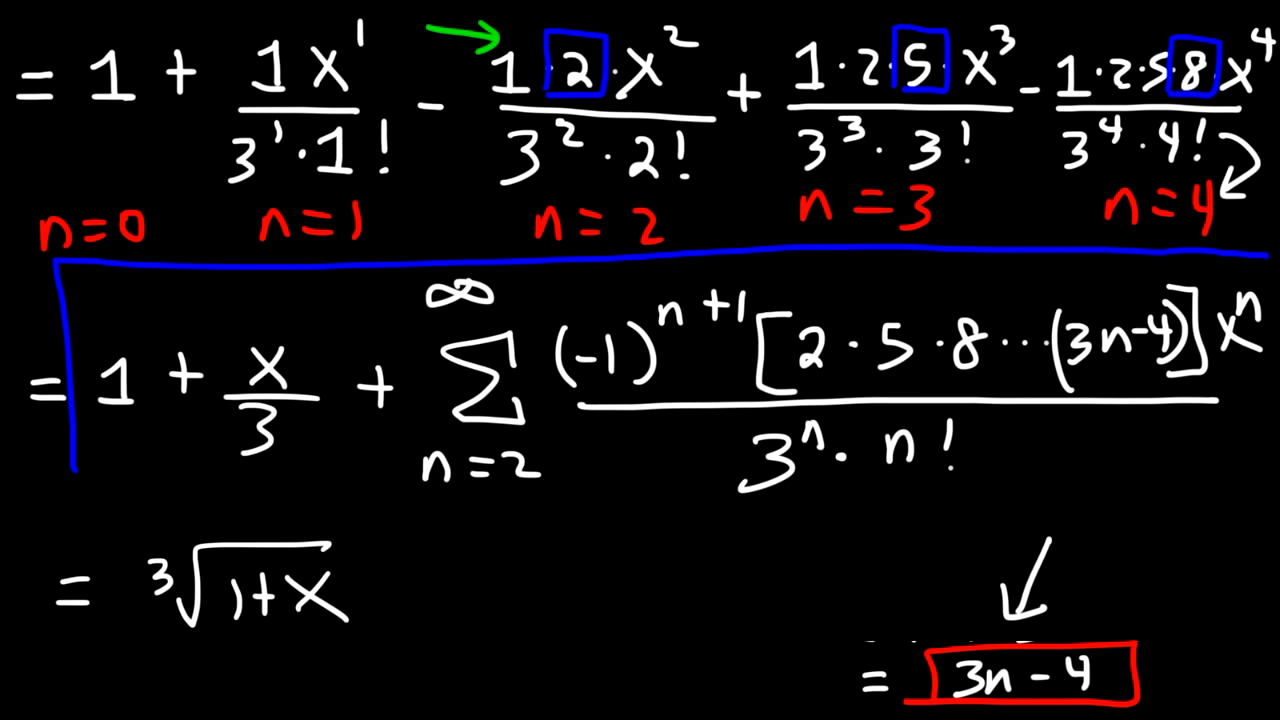 = 1 + 1x¹/(3¹·1!) - 1·2·x²/(3²·2!) + 1·2·5·x³/(3³·3!) - 1·2·5·8·x⁴/(3⁴·4!)
n=0 n=1 n=2 n=3 n=4
= 1 + x/3 + ∑_{n=2}^{∞} (-1)^{n+1} [2·5·8···(3n-4)] xⁿ/(3ⁿ·n!)
= ∛(1+x)
= 3n-4